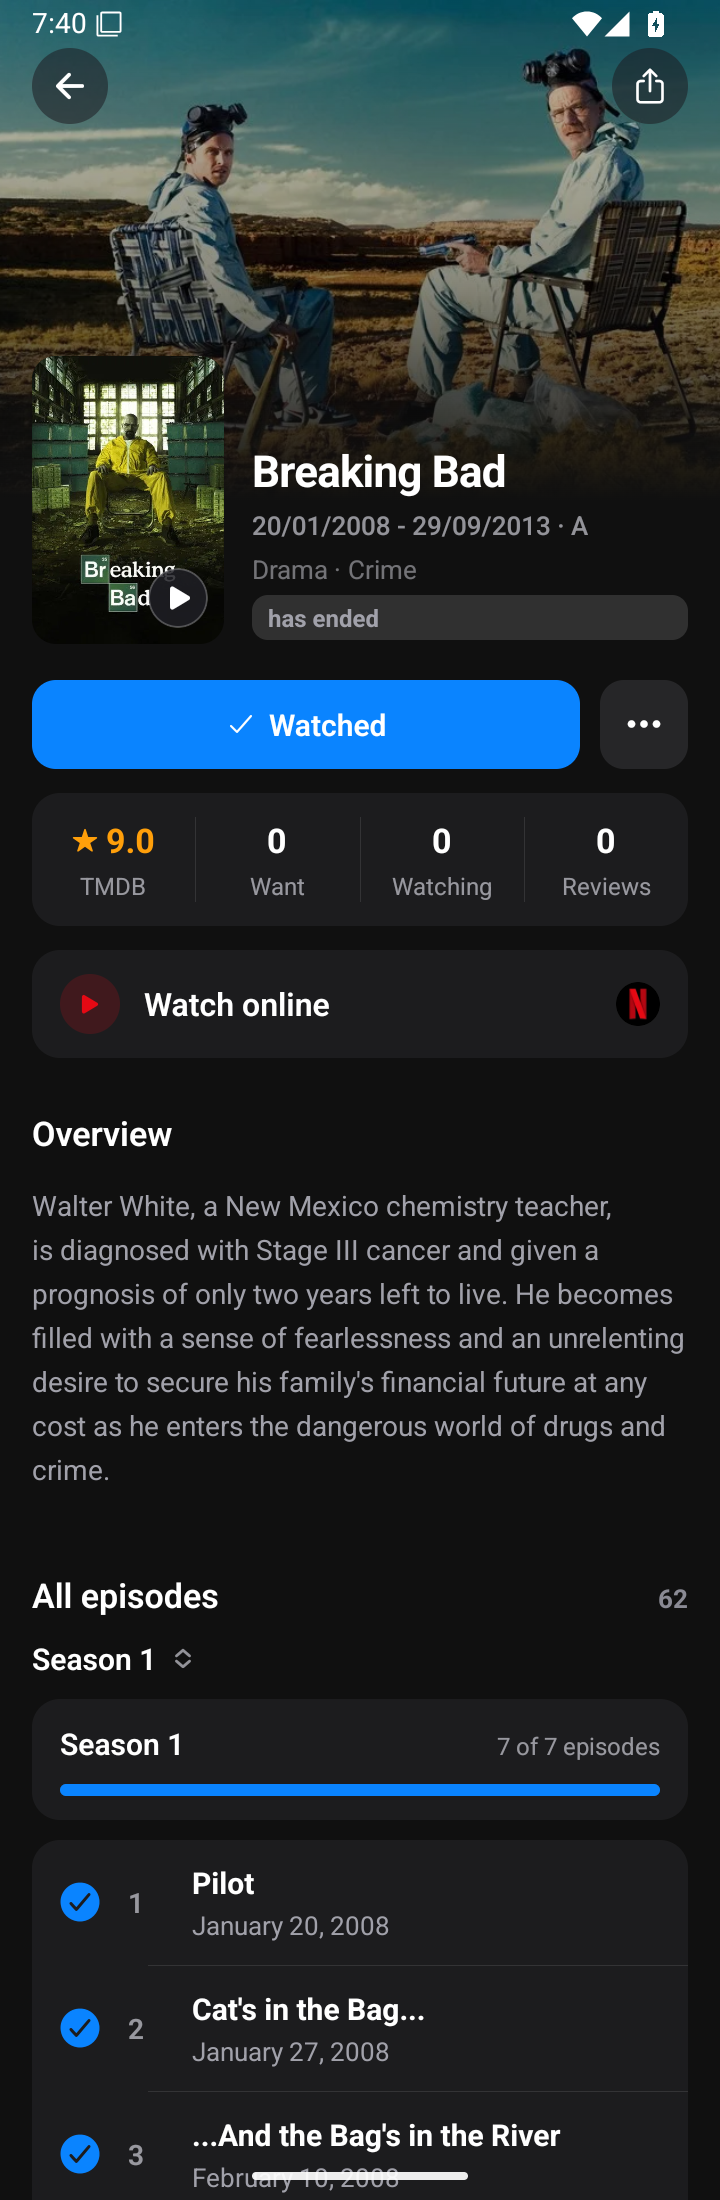 7:40
Breaking
Bad
Breaking Bad
20/01/2008 - 29/09/2013 · A
Drama · Crime
has ended
Watched
9.0
TMDB
0
Want
0
Watching
0
Reviews
Watch online
N
Overview
Walter White, a New Mexico chemistry teacher,
is diagnosed with Stage III cancer and given a
prognosis of only two years left to live. He becomes
filled with a sense of fearlessness and an unrelenting
desire to secure his family's financial future at any
cost as he enters the dangerous world of drugs and
crime.
All episodes
62
Season 1
Season 1
7 of 7 episodes
1
Pilot
January 20, 2008
2
Cat's in the Bag...
January 27, 2008
3
...And the Bag's in the River
February 10, 2008